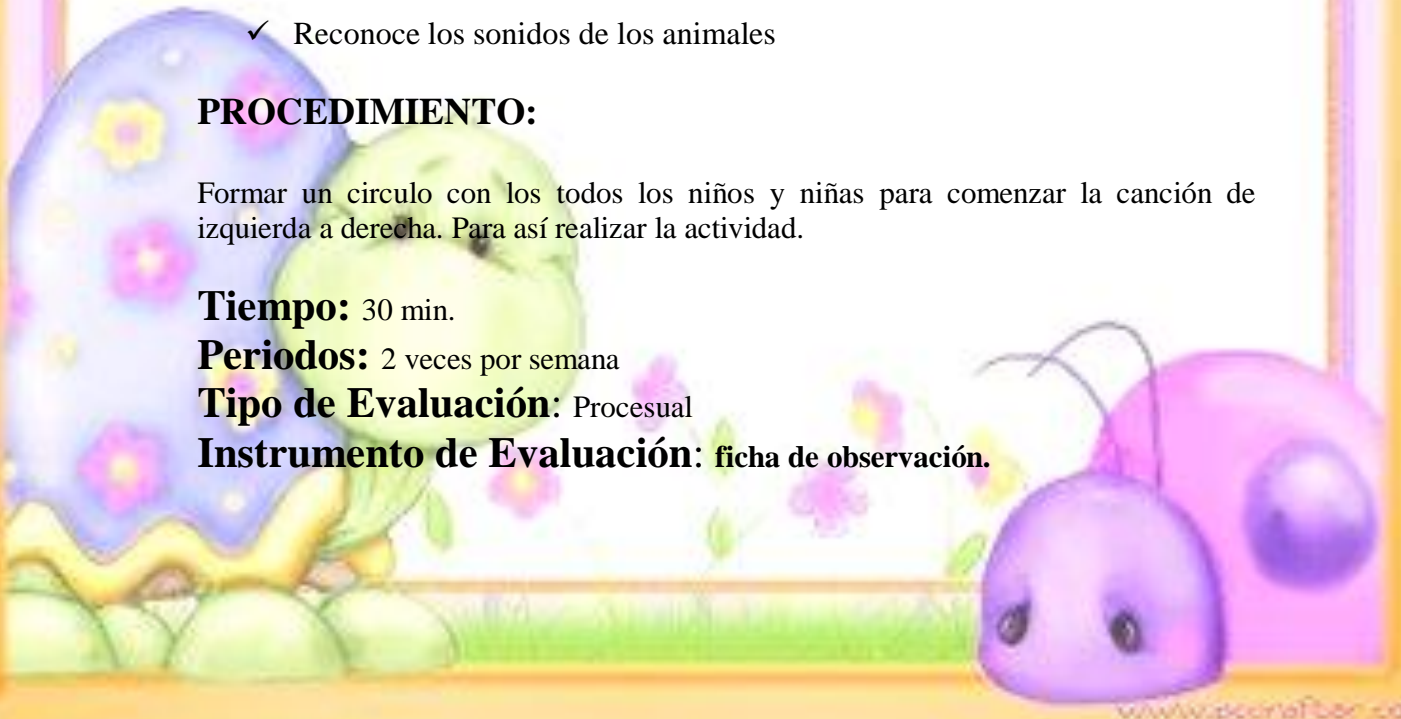 ✓ Reconoce los sonidos de los animales
PROCEDIMIENTO:
Formar un circulo con los todos los niños y niñas para comenzar la canción de
izquierda a derecha. Para así realizar la actividad.
Tiempo: 30 min.
Periodos: 2 veces por semana
Tipo de Evaluación: Procesual
Instrumento de Evaluación: ficha de observación.